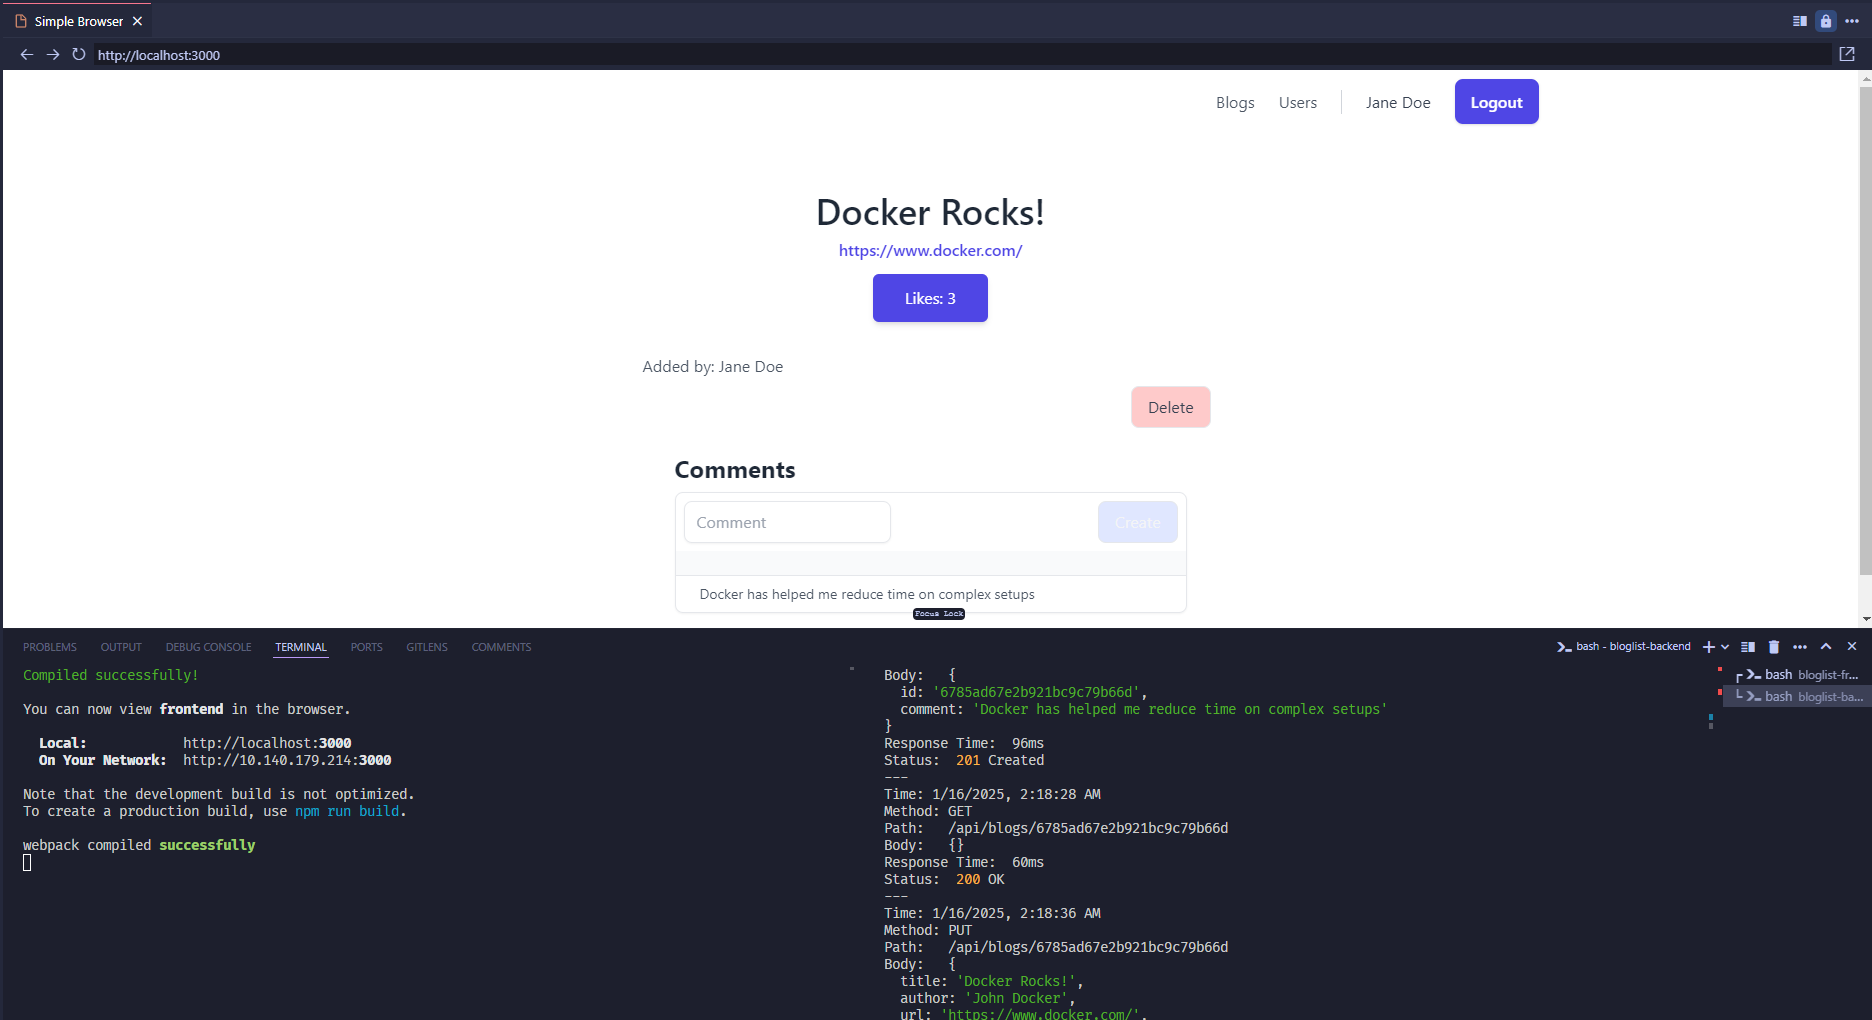 Simple Browser
http://localhost:3000
Blogs Users Jane Doe Logout
Docker Rocks!
https://www.docker.com/
Likes: 3
Added by: Jane Doe
Delete
Comments
Comment Create
Docker has helped me reduce time on complex setups
Focus Lock
PROBLEMS OUTPUT DEBUG CONSOLE TERMINAL PORTS GITLENS COMMENTS bash - bloglist-backend
Compiled successfully!
You can now view frontend in the browser.
Local: http://localhost:3000
On Your Network: http://10.140.179.214:3000
Note that the development build is not optimized.
To create a production build, use npm run build.
webpack compiled successfully
Body: {
id: '6785ad67e2b921bc9c79b66d',
comment: 'Docker has helped me reduce time on complex setups'
}
Response Time: 96ms
Status: 201 Created
---
Time: 1/16/2025, 2:18:28 AM
Method: GET
Path: /api/blogs/6785ad67e2b921bc9c79b66d
Body: {}
Response Time: 60ms
Status: 200 OK
---
Time: 1/16/2025, 2:18:36 AM
Method: PUT
Path: /api/blogs/6785ad67e2b921bc9c79b66d
Body: {
title: 'Docker Rocks!',
author: 'John Docker',
url: 'https://www.docker.com/',
bash bloglist-fr...
bash bloglist-ba...